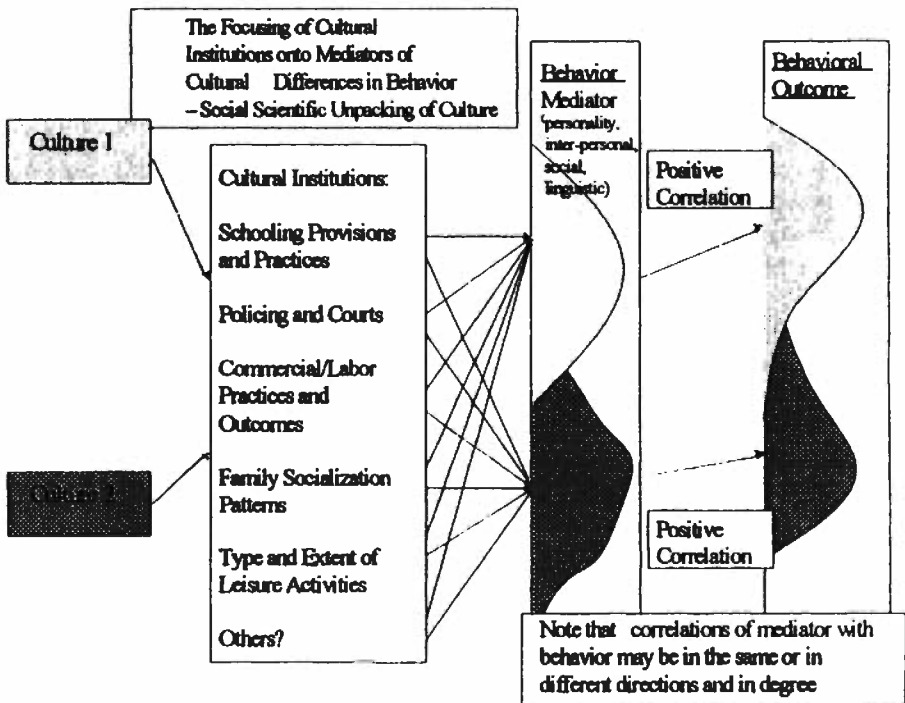 The Focusing of Cultural
Institutions onto Mediators of
Cultural Differences in Behavior
– Social Scientific Unpacking of Culture
Culture 1
Culture 2
Cultural Institutions:
Schooling Provisions
and Practices
Policing and Courts
Commercial/Labor
Practices and
Outcomes
Family Socialization
Patterns
Type and Extent of
Leisure Activities
Others?
Behavior
Mediator
(personality,
inter-personal,
social,
linguistic)
Positive
Correlation
Positive
Correlation
Behavioral
Outcome
Note that correlations of mediator with
behavior may be in the same or in
different directions and in degree